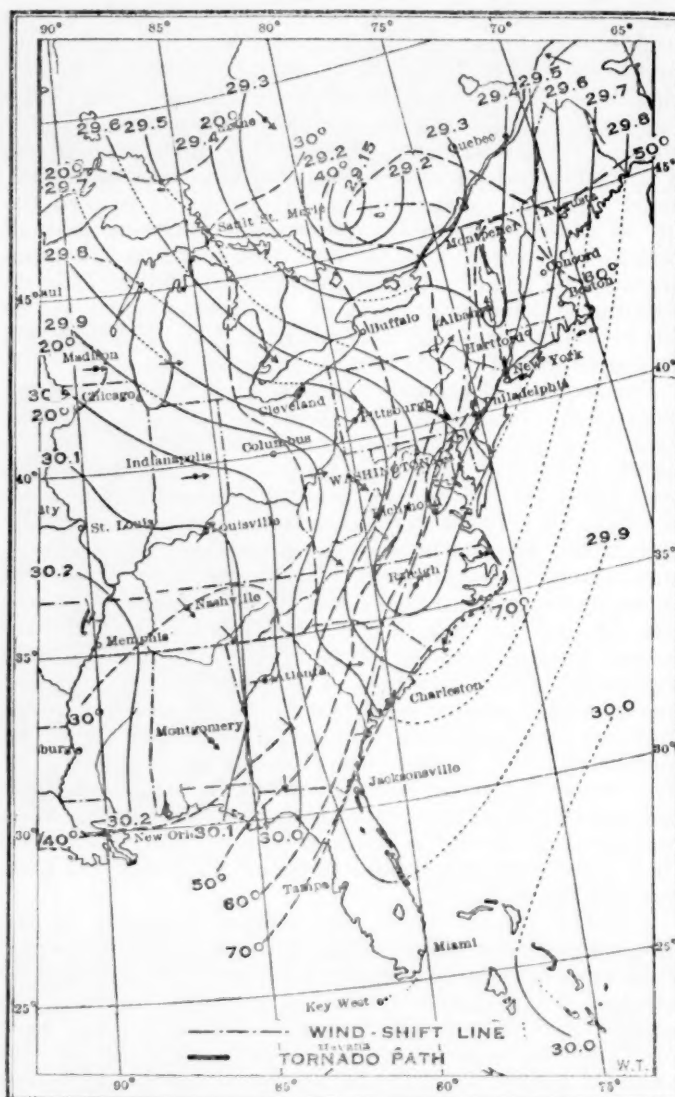 90° 85° 80° 75° 70° 65°
29.3 29.5
29.6 29.5 20° 29.4 29.6
29.4 30° 29.3 29.7
20° 29.2 Quebec 29.8
29.7 40° 29.15 29.2 50°
45°
Sault St. Marie Augusta
29.8 Montpelier
Concord
45° 60°
Boston
29.9 Buffalo Albany
20° Hartford
Madison New York 40°
Chicago Philadelphia
20° Cleveland Pittsburgh
Columbus
30.1 Indianapolis WASHINGTON
40°
Richmond 35°
St. Louis Louisville
29.9
30.2 Raleigh
Nashville 70°
Memphis
35°
Atlanta
Charleston 30.0
30° 30°
Montgomery
Jacksonville
30.2 30.1 30.0
30° 40° New Orl
50° Tampa
60° 25°
70° Miami
25° Key West
WIND-SHIFT LINE 30.0
Havana
TORNADO PATH W.T.
90° 85° 80° 75°